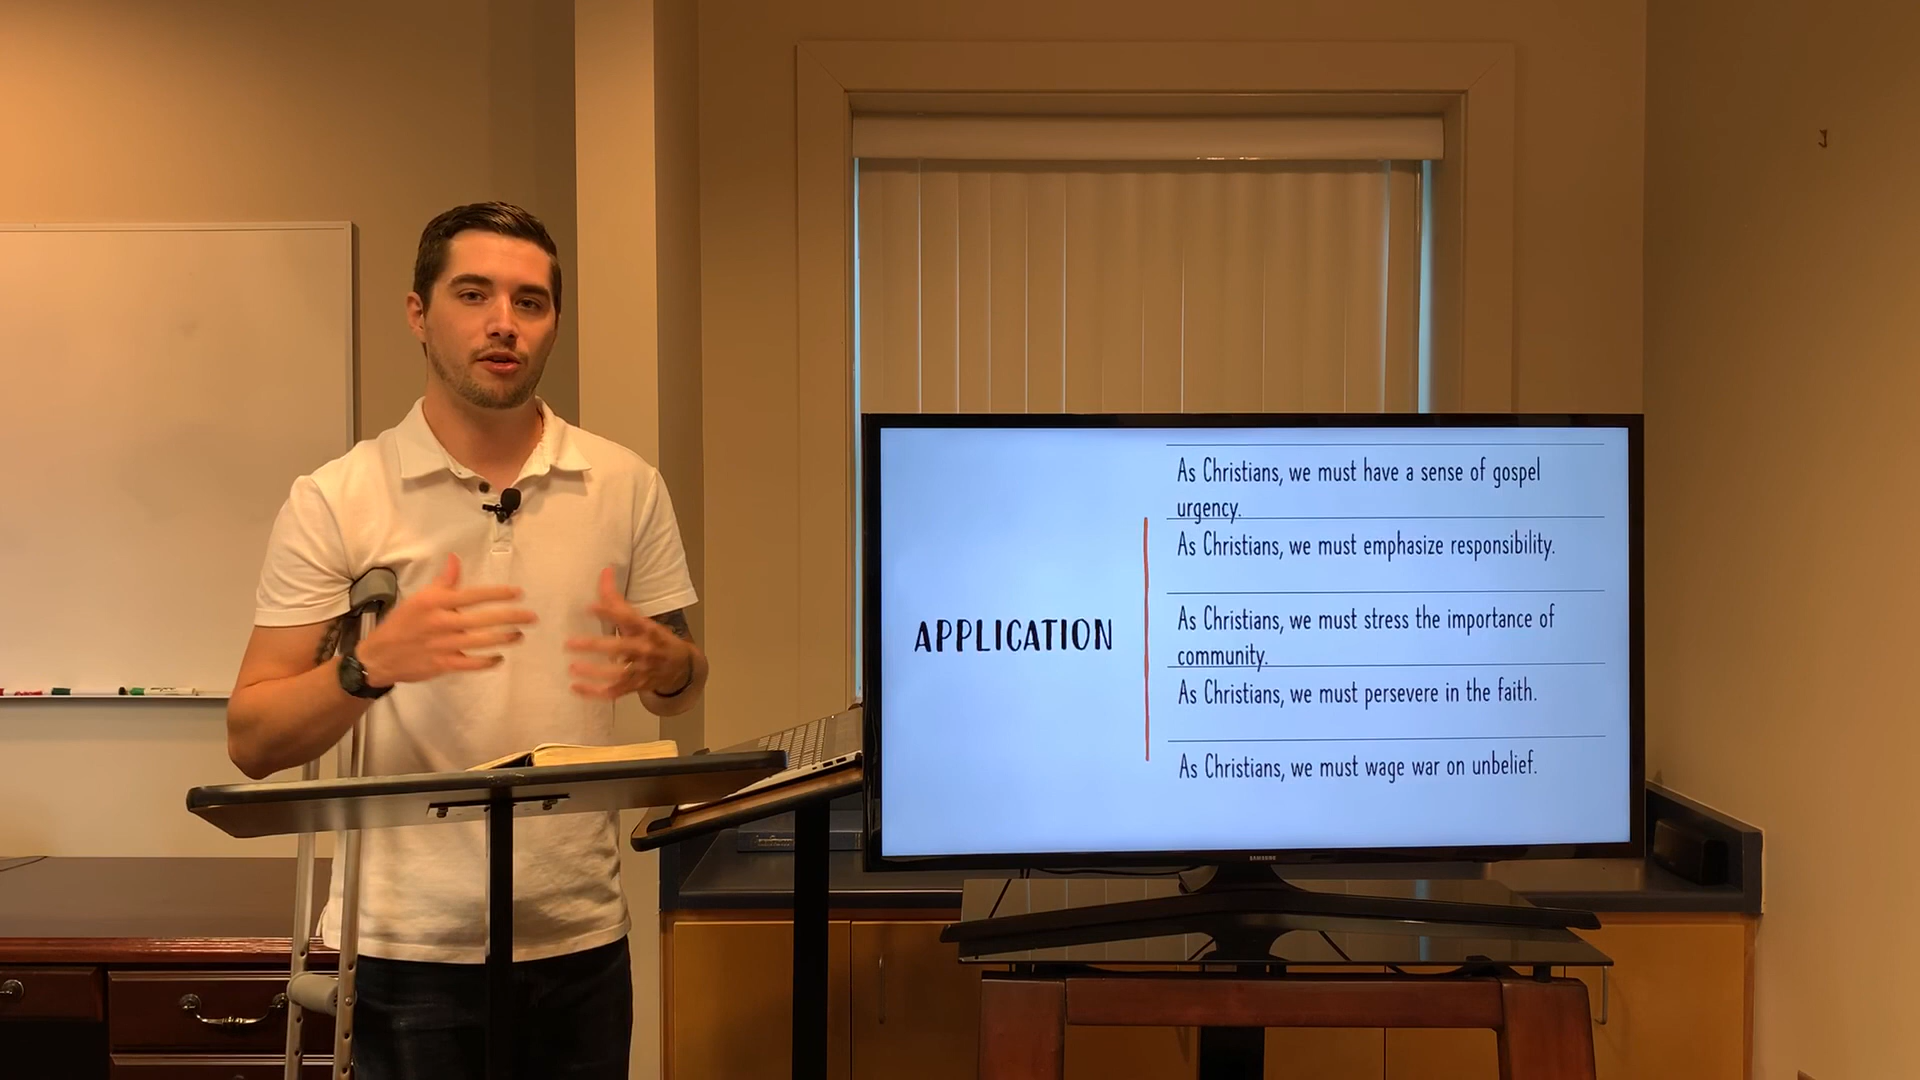 APPLICATION
As Christians, we must have a sense of gospel
urgency.
As Christians, we must emphasize responsibility.
As Christians, we must stress the importance of
community.
As Christians, we must persevere in the faith.
As Christians, we must wage war on unbelief.
SAMSUNG